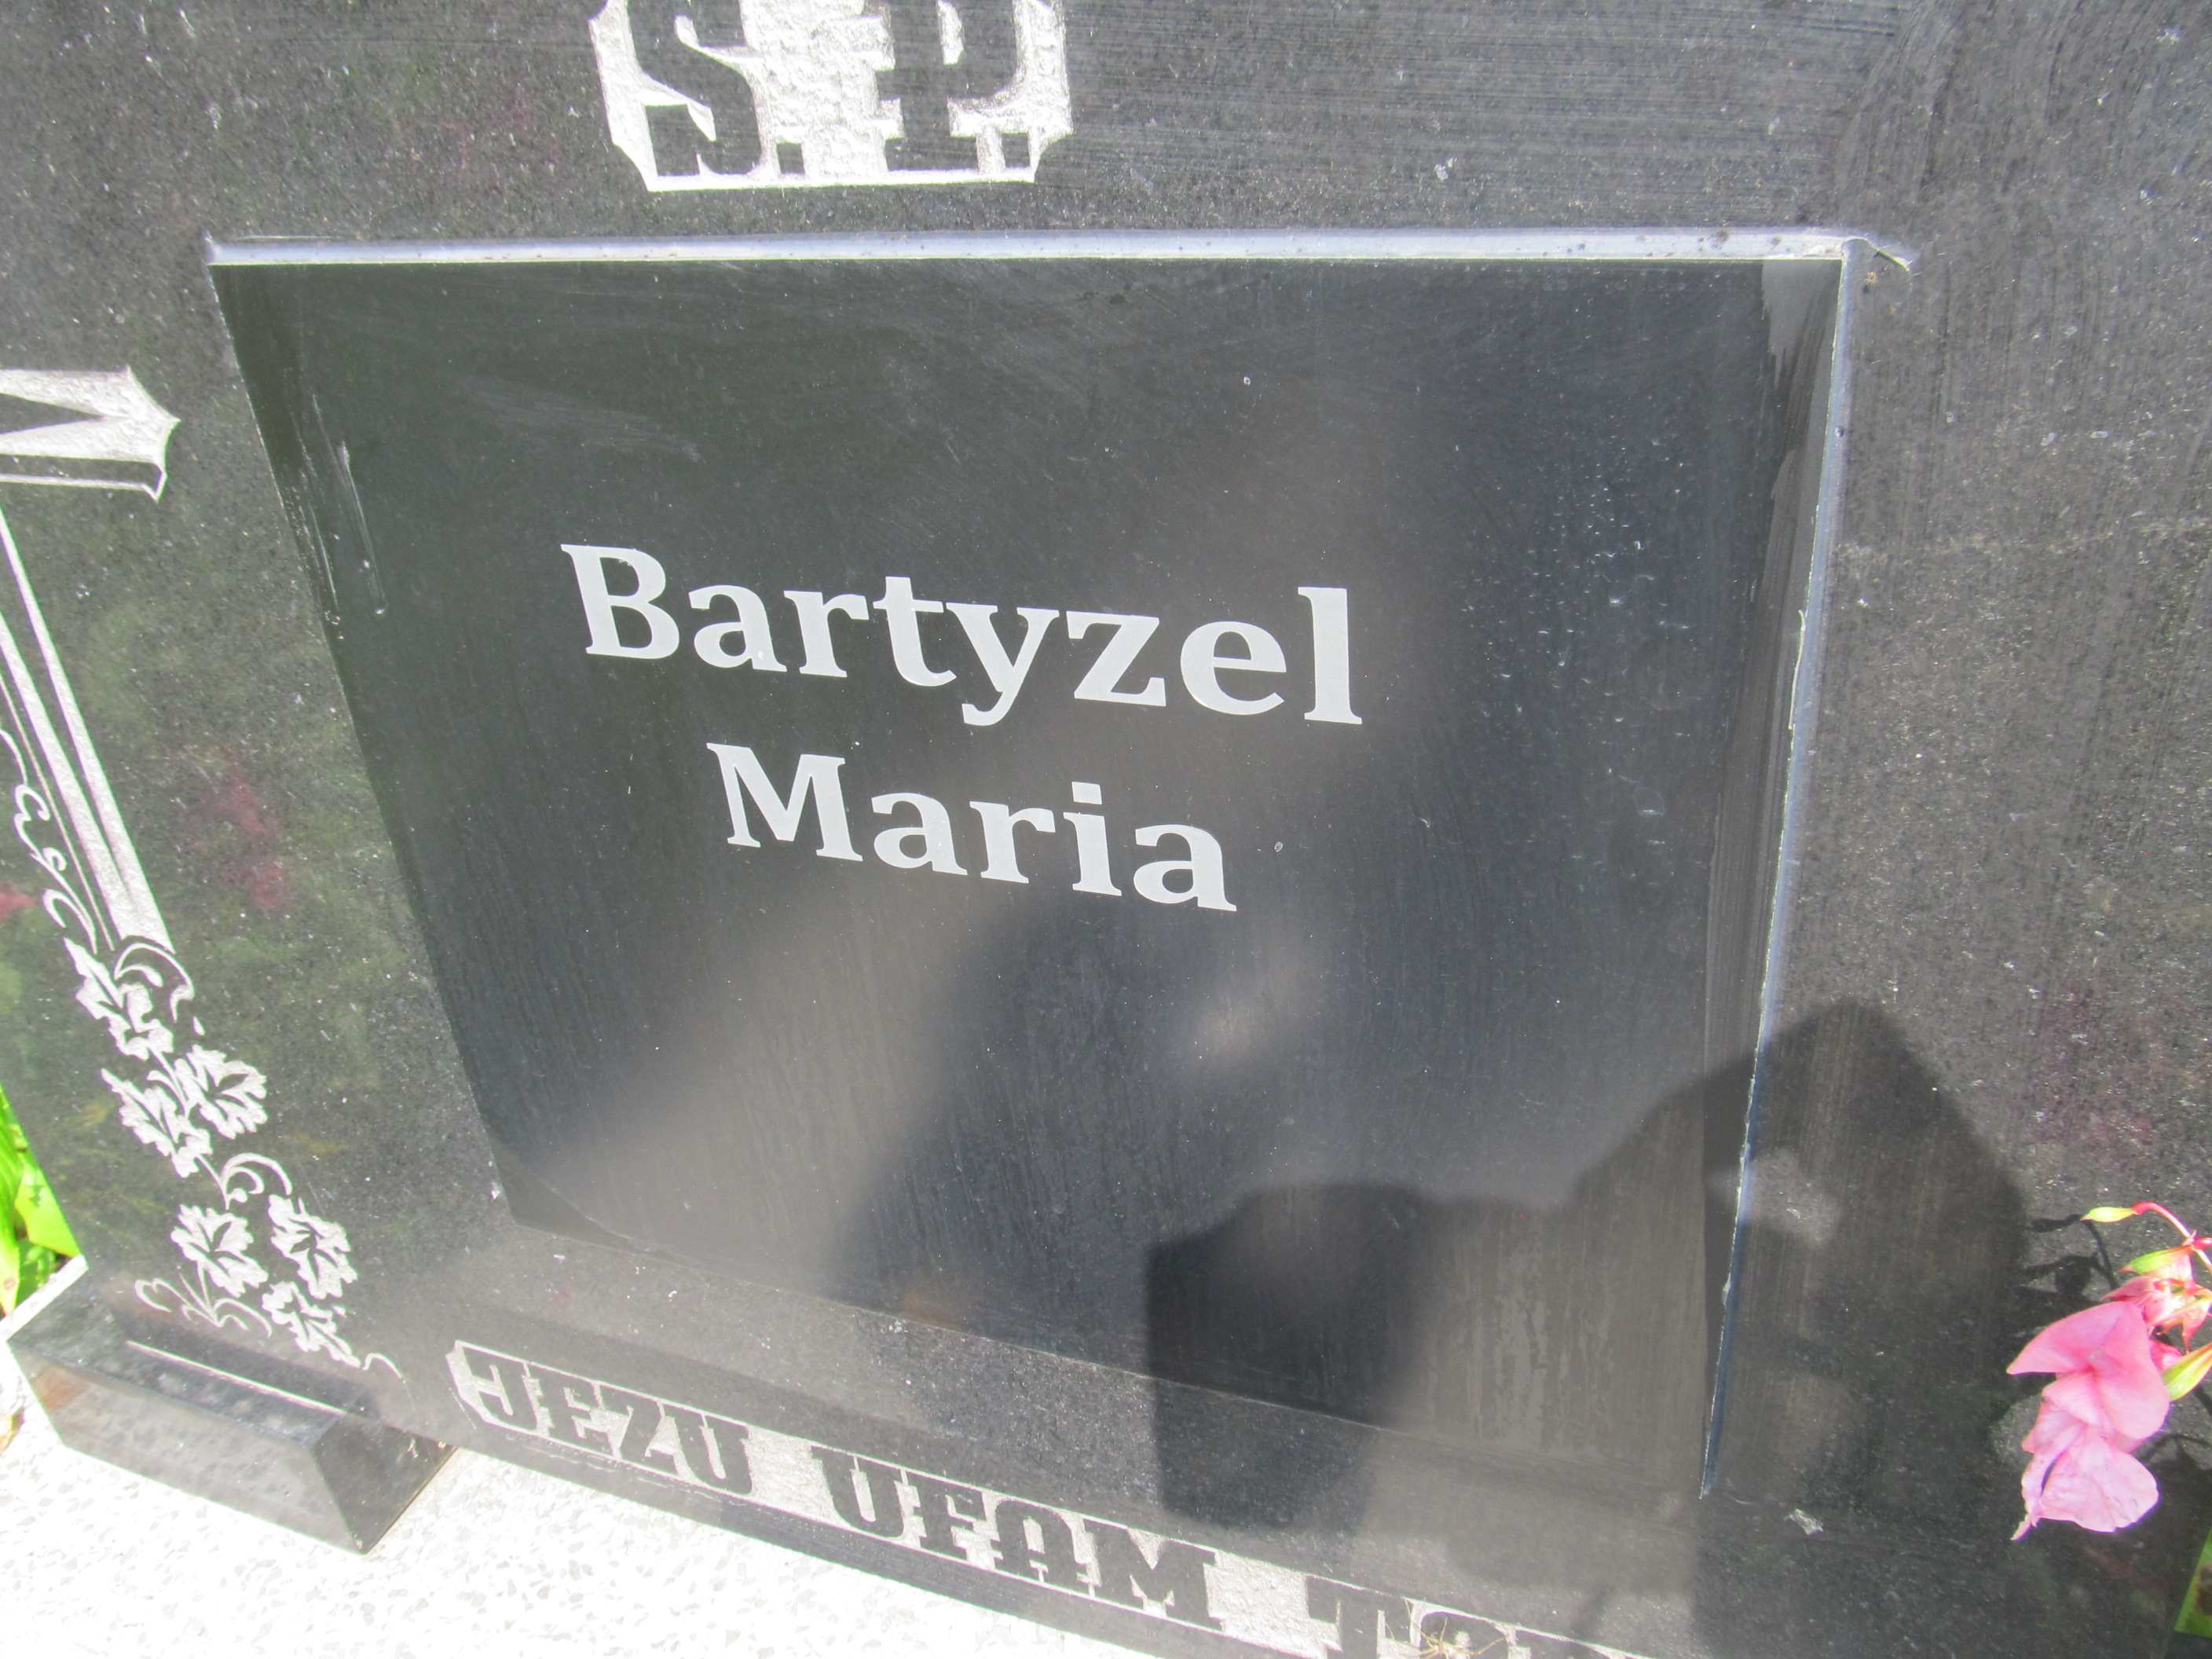 S.P.
Bartyzel
Maria
JEZU UFAM